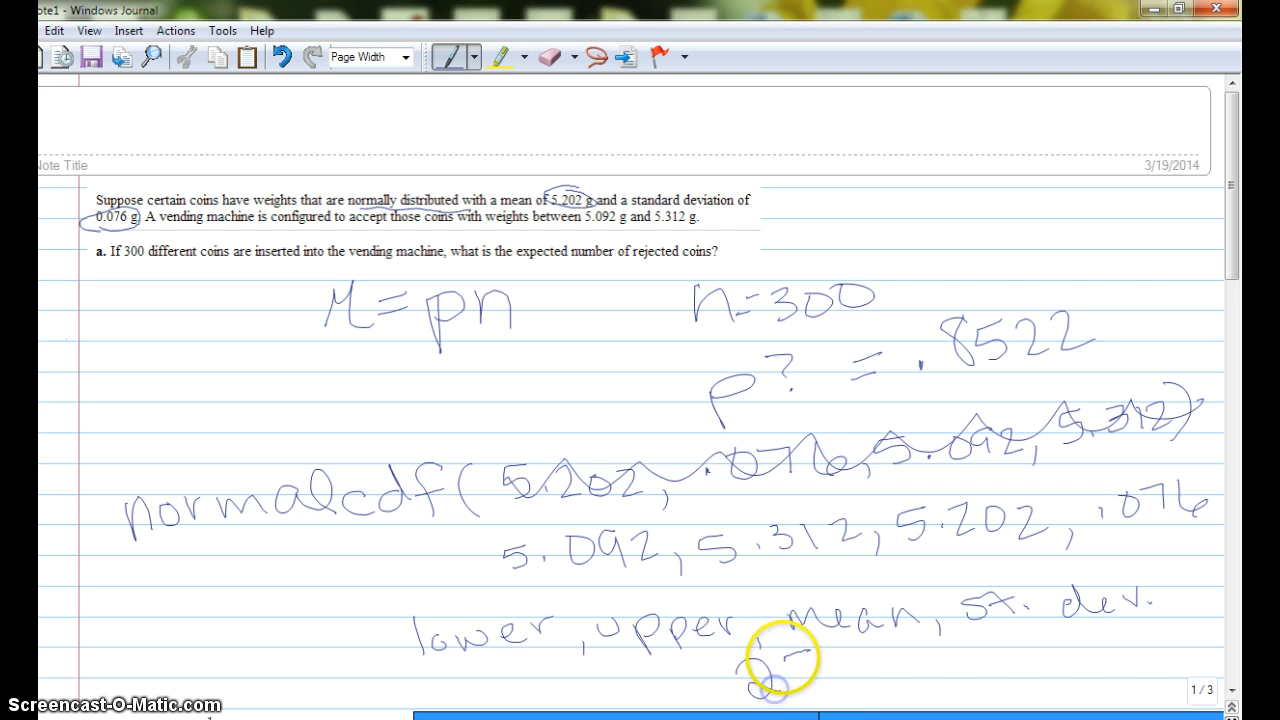 Note1 - Windows Journal
Edit View Insert Actions Tools Help
Page Width
Note Title
3/19/2014
Suppose certain coins have weights that are normally distributed with a mean of 5.202 g and a standard deviation of
0.076 g. A vending machine is configured to accept those coins with weights between 5.092 g and 5.312 g.
a. If 300 different coins are inserted into the vending machine, what is the expected number of rejected coins?
μ = pn n = 300
p? = .8522
normalcdf(5.202, .076, 5.092, 5.312)
5.092, 5.312, 5.202, .076
lower, upper, mean, st. dev.
1 / 3
Screencast-O-Matic.com